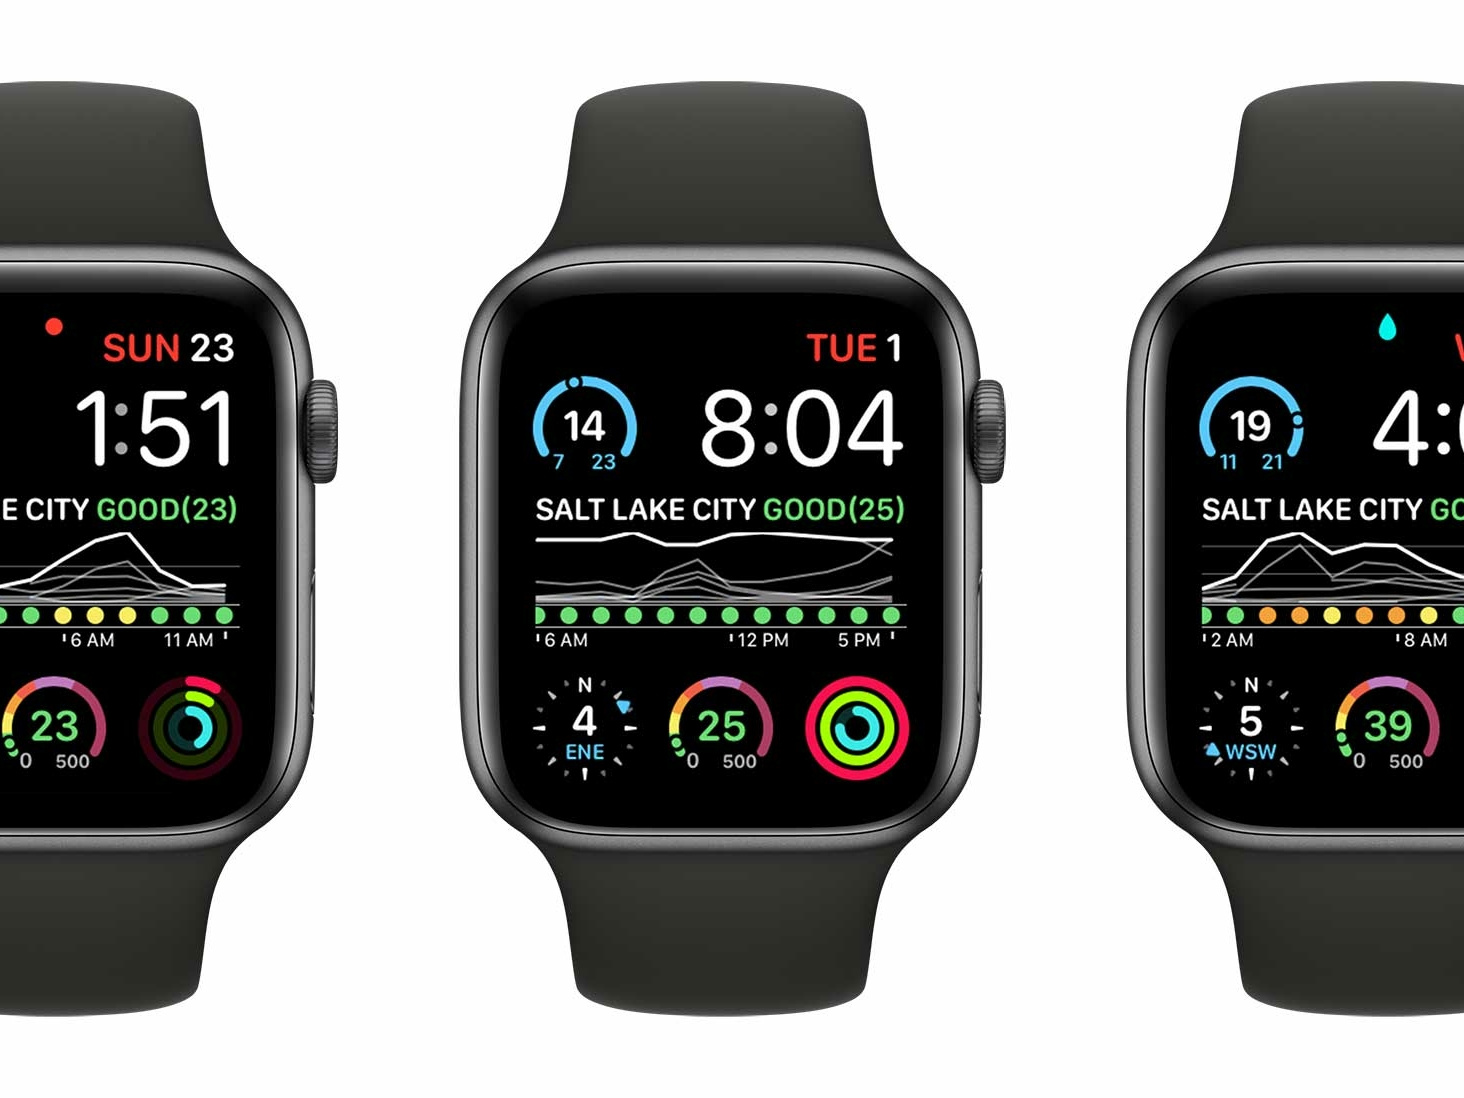 SUN 23
1:51
E CITY GOOD(23)
6 AM 11 AM
23
0 500
TUE 1
14
7 23
8:04
SALT LAKE CITY GOOD(25)
6 AM 12 PM 5 PM
N
4
ENE
25
0 500
19
11 21
4:0
SALT LAKE CITY GO
2 AM 8 AM
N
5
WSW
39
0 500